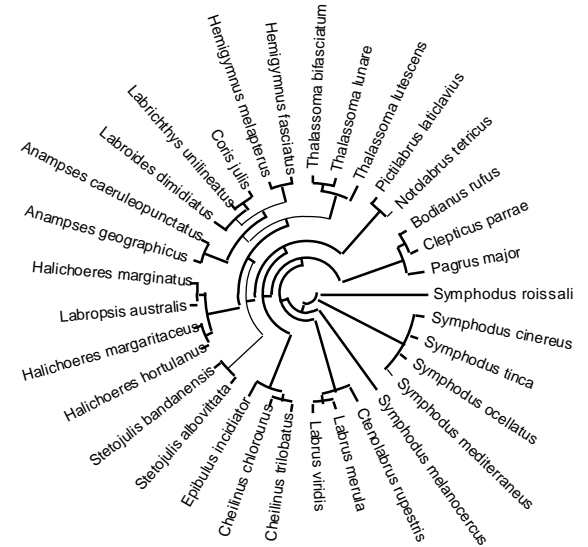 Thalassoma bifasciatum
Thalassoma lunare
Thalassoma lutescens
Pictilabrus laticlavius
Notolabrus tetricus
Bodianus rufus
Clepticus parrae
Pagrus major
Symphodus roissali
Symphodus cinereus
Symphodus tinca
Symphodus ocellatus
Symphodus mediterraneus
Symphodus melanocercus
Ctenolabrus rupestris
Labrus merula
Labrus viridis
Cheilinus trilobatus
Cheilinus chlorourus
Epibulus incidiator
Stetojulis albovittata
Stetojulis bandanensis
Halichoeres hortulanus
Halichoeres margaritaceus
Labropsis australis
Halichoeres marginatus
Anampses geographicus
Anampses caeruleopunctatus
Labroides dimidiatus
Labrichthys unilineatus
Coris julis
Hemigymnus melapterus
Hemigymnus fasciatus